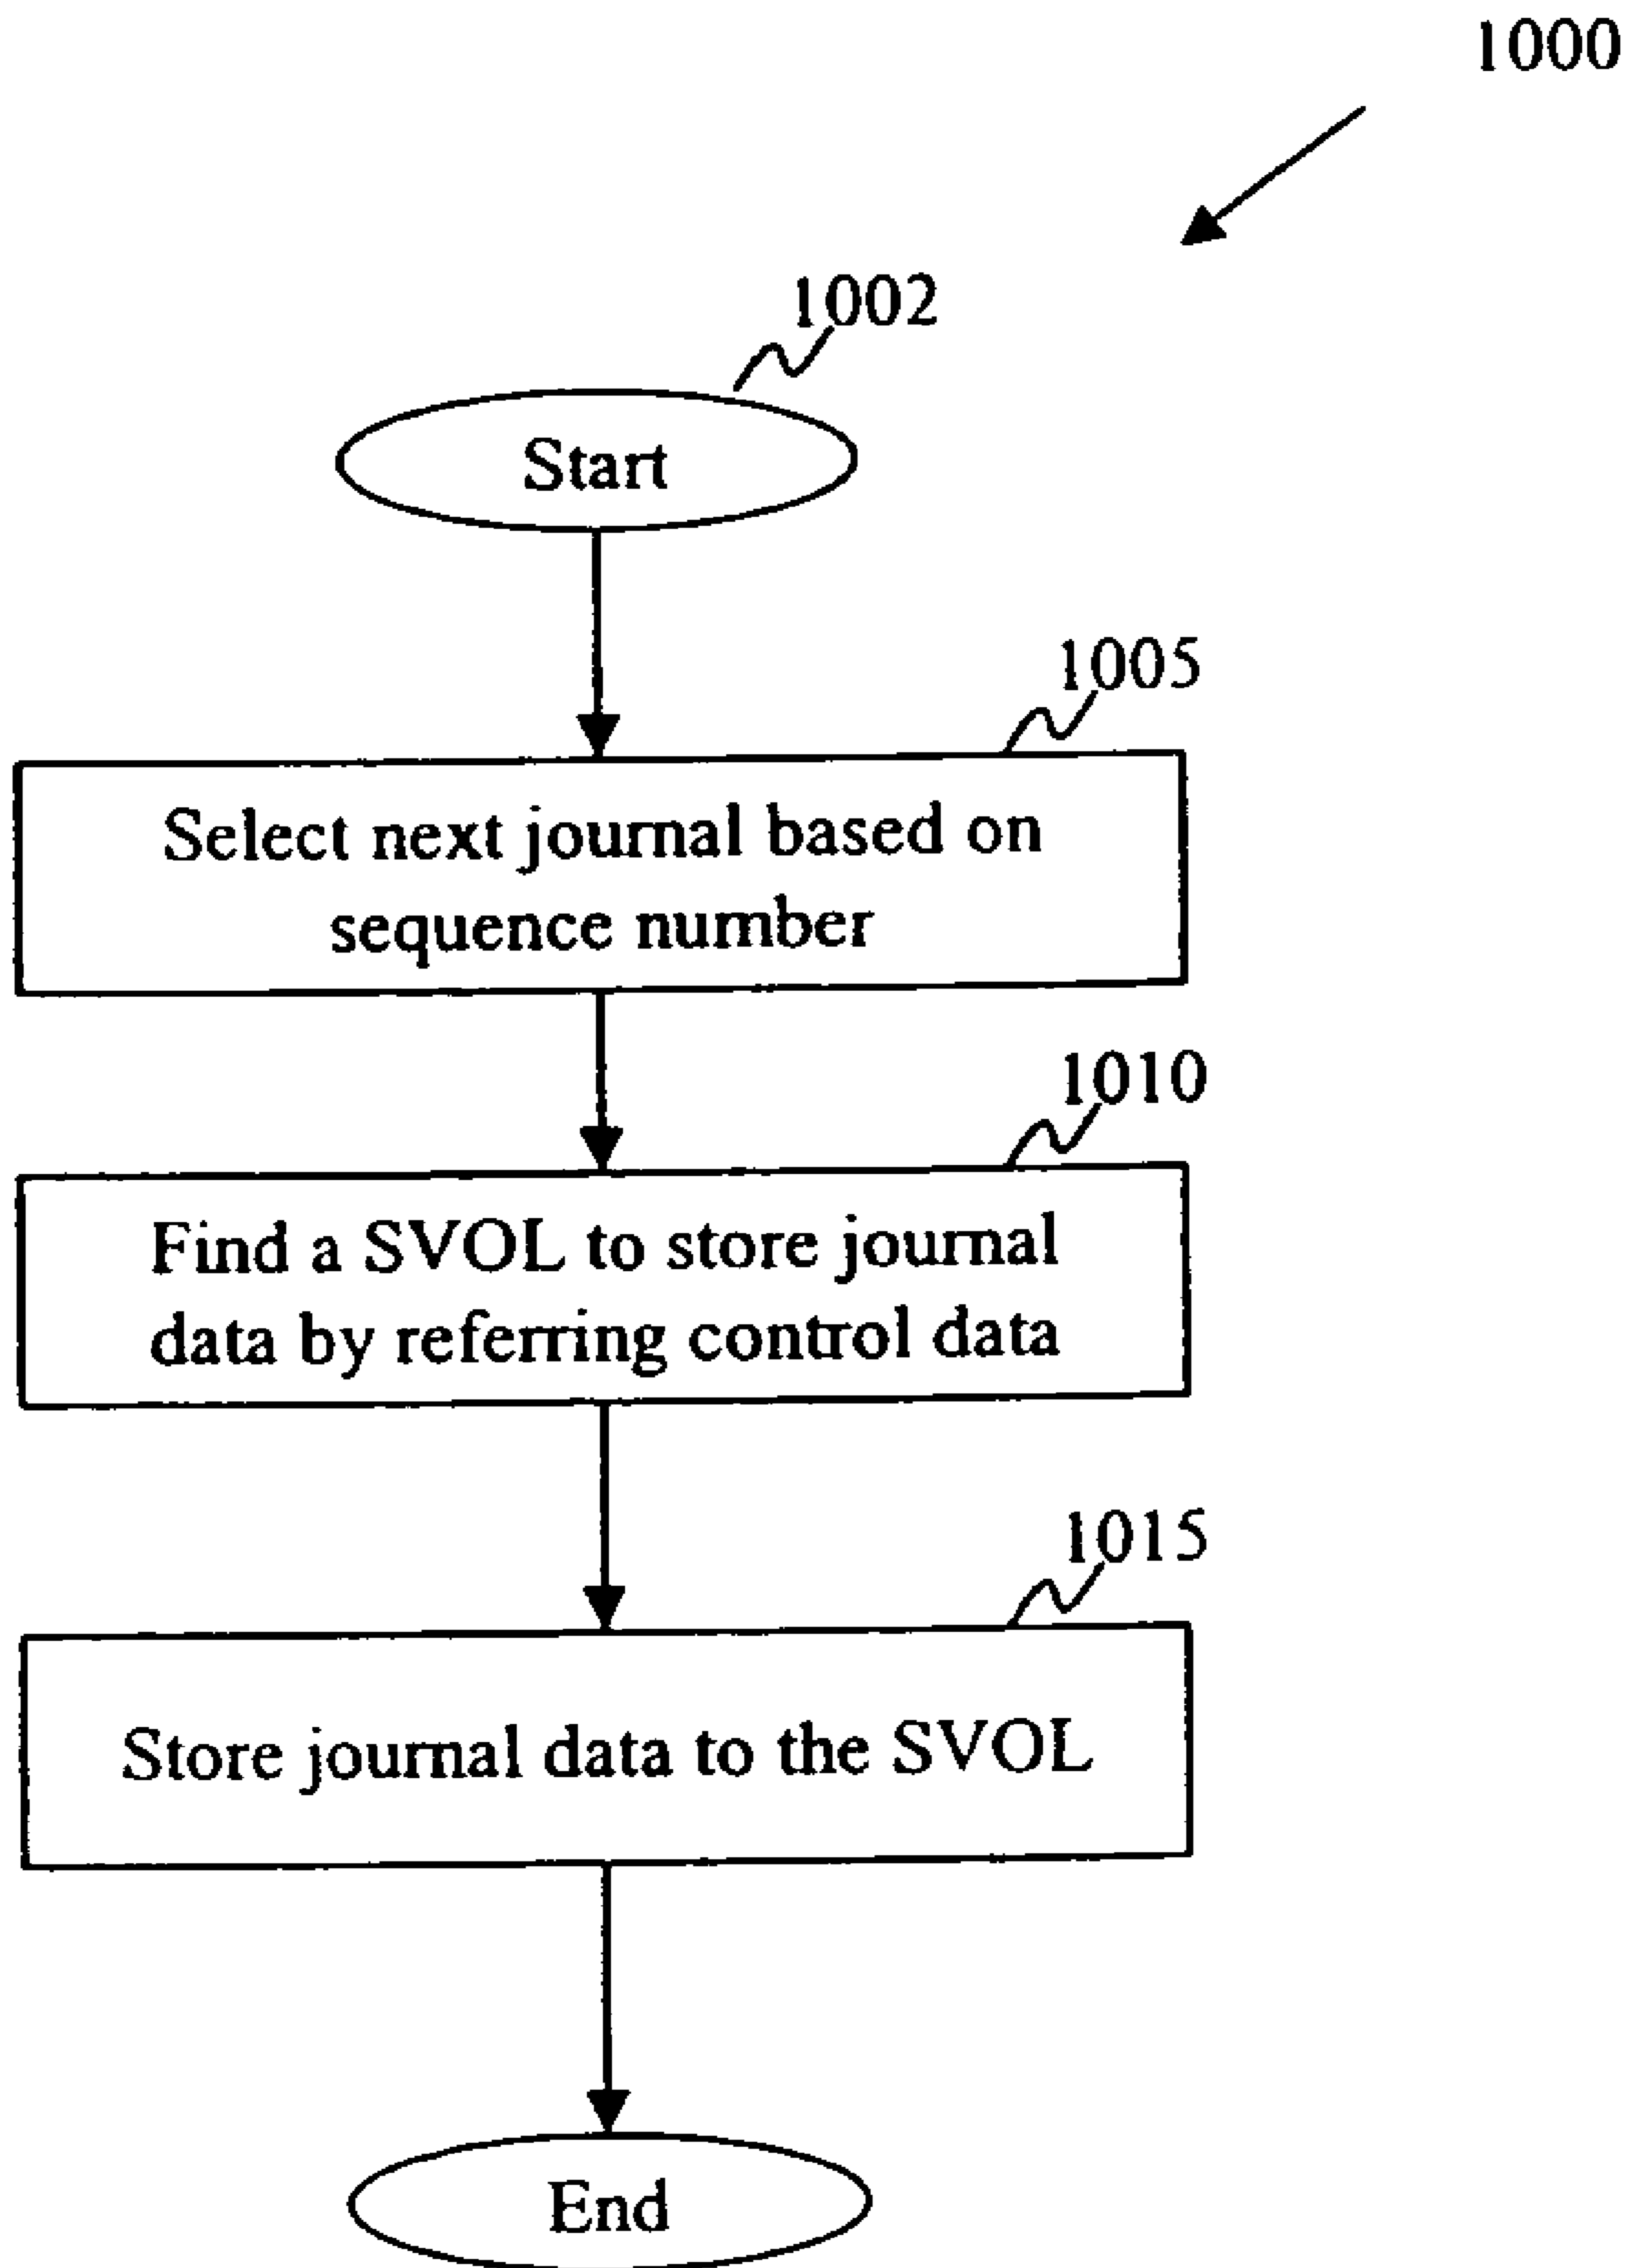 1000
1002
Start
1005
Select next journal based on
sequence number
1010
Find a SVOL to store journal
data by referring control data
1015
Store journal data to the SVOL
End